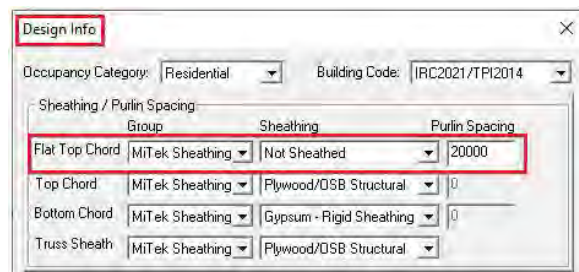 Design Info
Occupancy Category: Residential Building Code: IRC2021/TPI2014
Sheathing / Purlin Spacing
Group Sheathing Purlin Spacing
Flat Top Chord MiTek Sheathing Not Sheathed 20000
Top Chord MiTek Sheathing Plywood/OSB Structural 0
Bottom Chord MiTek Sheathing Gypsum - Rigid Sheathing 0
Truss Sheath MiTek Sheathing Plywood/OSB Structural